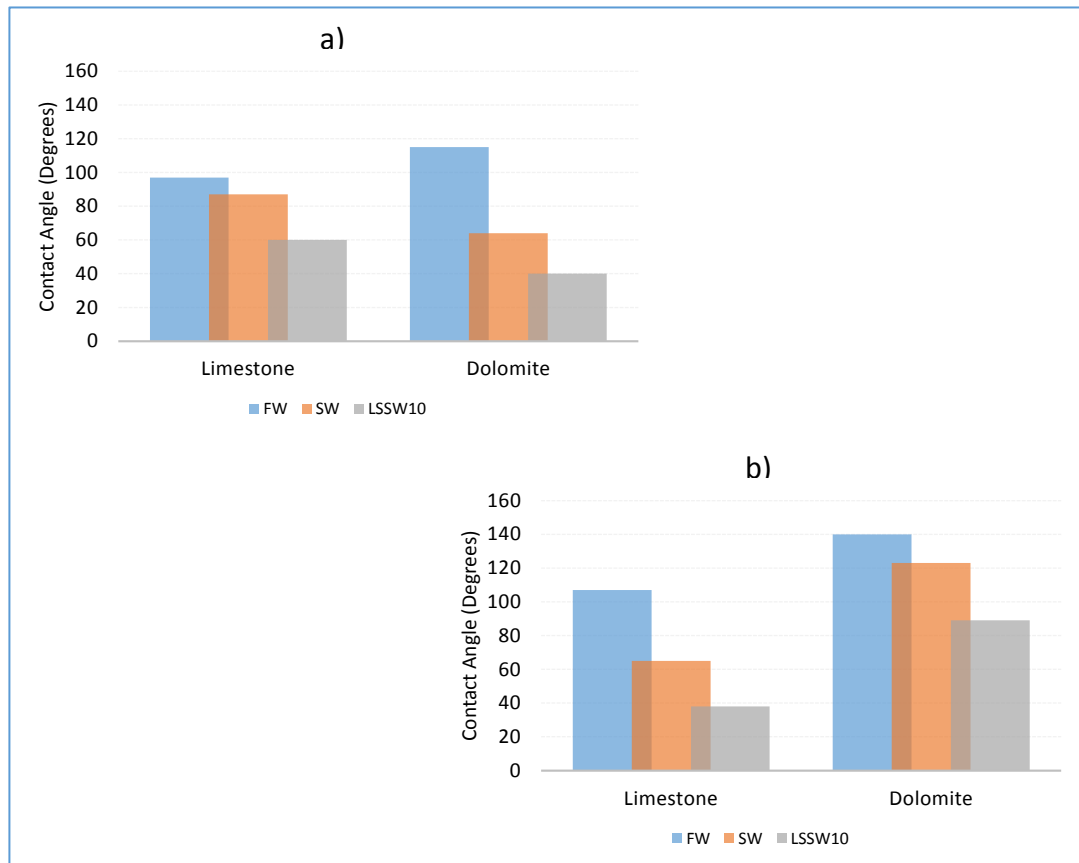 a)
Contact Angle (Degrees)
160
140
120
100
80
60
40
20
0
Limestone Dolomite
FW SW LSSW10
b)
Contact Angle (Degrees)
160
140
120
100
80
60
40
20
0
Limestone Dolomite
FW SW LSSW10